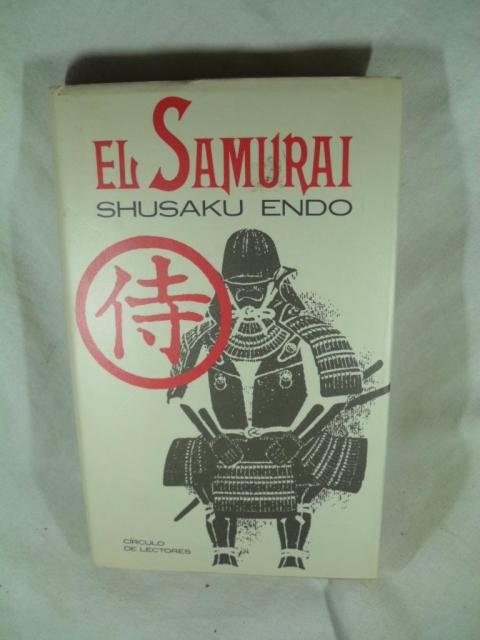 EL SAMURAI
SHUSAKU ENDO
侍
CÍRCULO
DE LECTORES